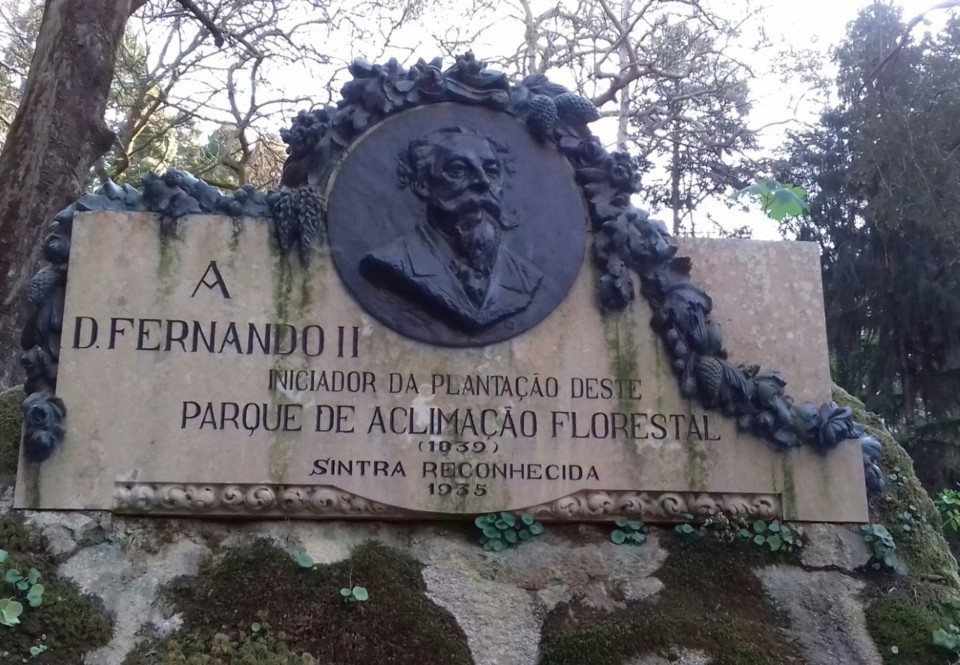 A
D. FERNANDO II
INICIADOR DA PLANTAÇÃO DESTE
PARQUE DE ACLIMAÇÃO FLORESTAL
(1839)
SINTRA RECONHECIDA
1935